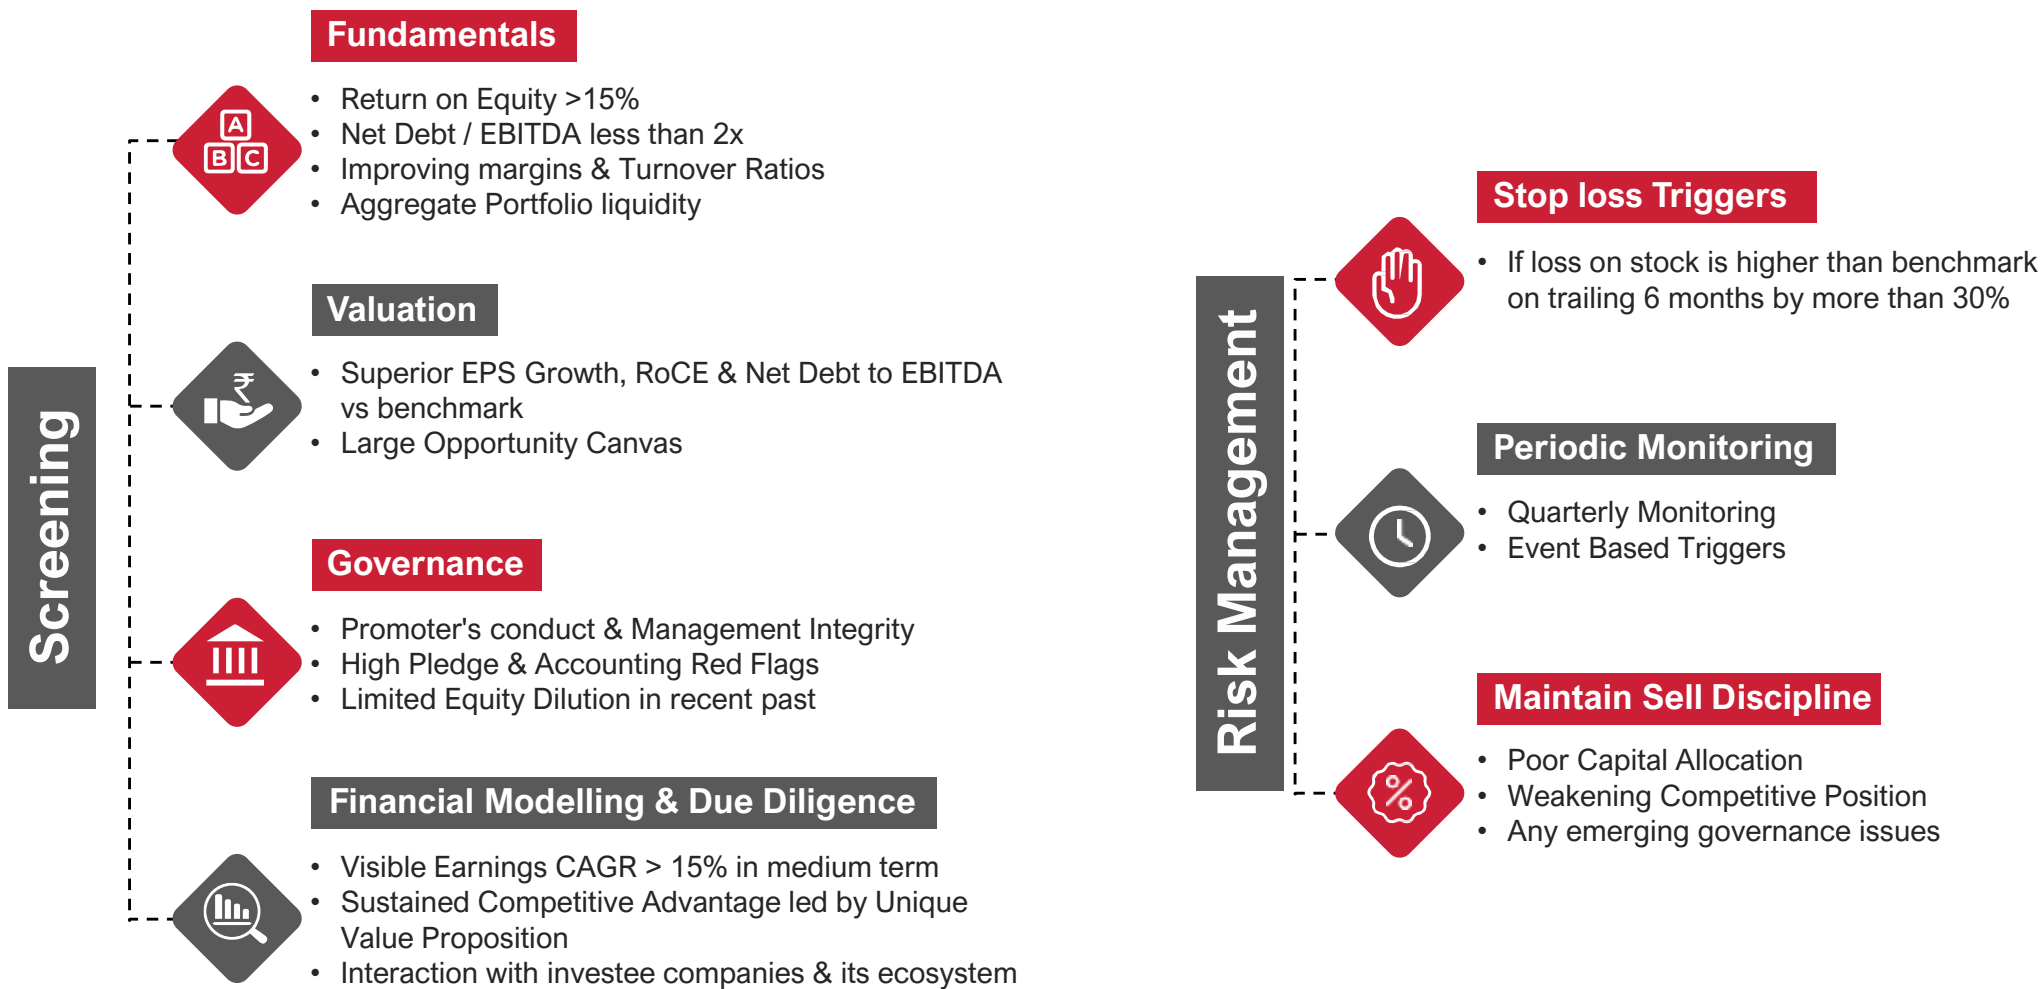 Screening
Fundamentals
• Return on Equity >15%
• Net Debt / EBITDA less than 2x
• Improving margins & Turnover Ratios
• Aggregate Portfolio liquidity
A
B C
Valuation
• Superior EPS Growth, RoCE & Net Debt to EBITDA
vs benchmark
• Large Opportunity Canvas
₹
Governance
• Promoter's conduct & Management Integrity
• High Pledge & Accounting Red Flags
• Limited Equity Dilution in recent past
Financial Modelling & Due Diligence
• Visible Earnings CAGR > 15% in medium term
• Sustained Competitive Advantage led by Unique
Value Proposition
• Interaction with investee companies & its ecosystem
Risk Management
Stop loss Triggers
• If loss on stock is higher than benchmark
on trailing 6 months by more than 30%
Periodic Monitoring
• Quarterly Monitoring
• Event Based Triggers
Maintain Sell Discipline
• Poor Capital Allocation
• Weakening Competitive Position
• Any emerging governance issues
%